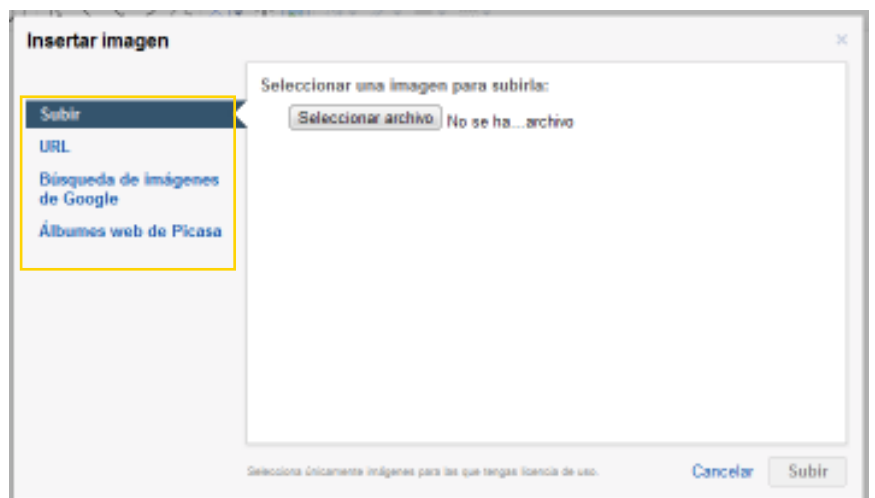 Insertar imagen
×
Seleccionar una imagen para subirla:
Seleccionar archivo No se ha...archivo
Subir
URL
Búsqueda de imágenes
de Google
Álbumes web de Picasa
Selecciona únicamente imágenes para las que tengas licencia de uso.
Cancelar
Subir